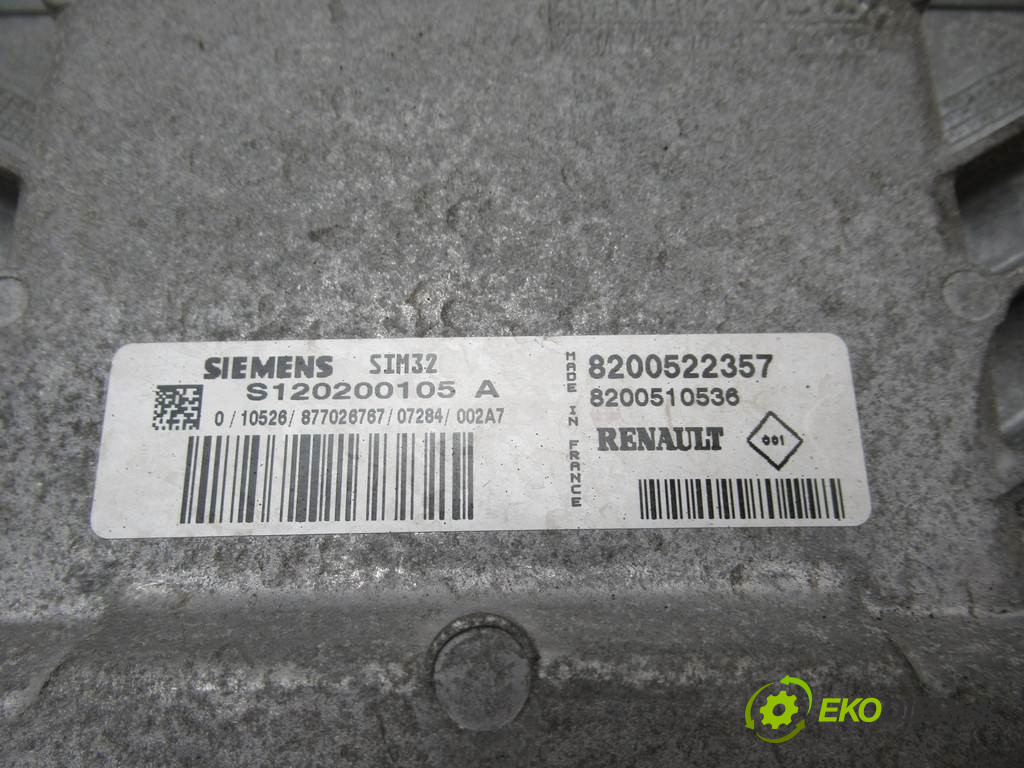 SIEMENS SIM32
S120200105 A
0 / 10526 / 877026767 / 07284 / 002A7
MADE IN FRANCE
8200522357
8200510536
RENAULT 001
EKO